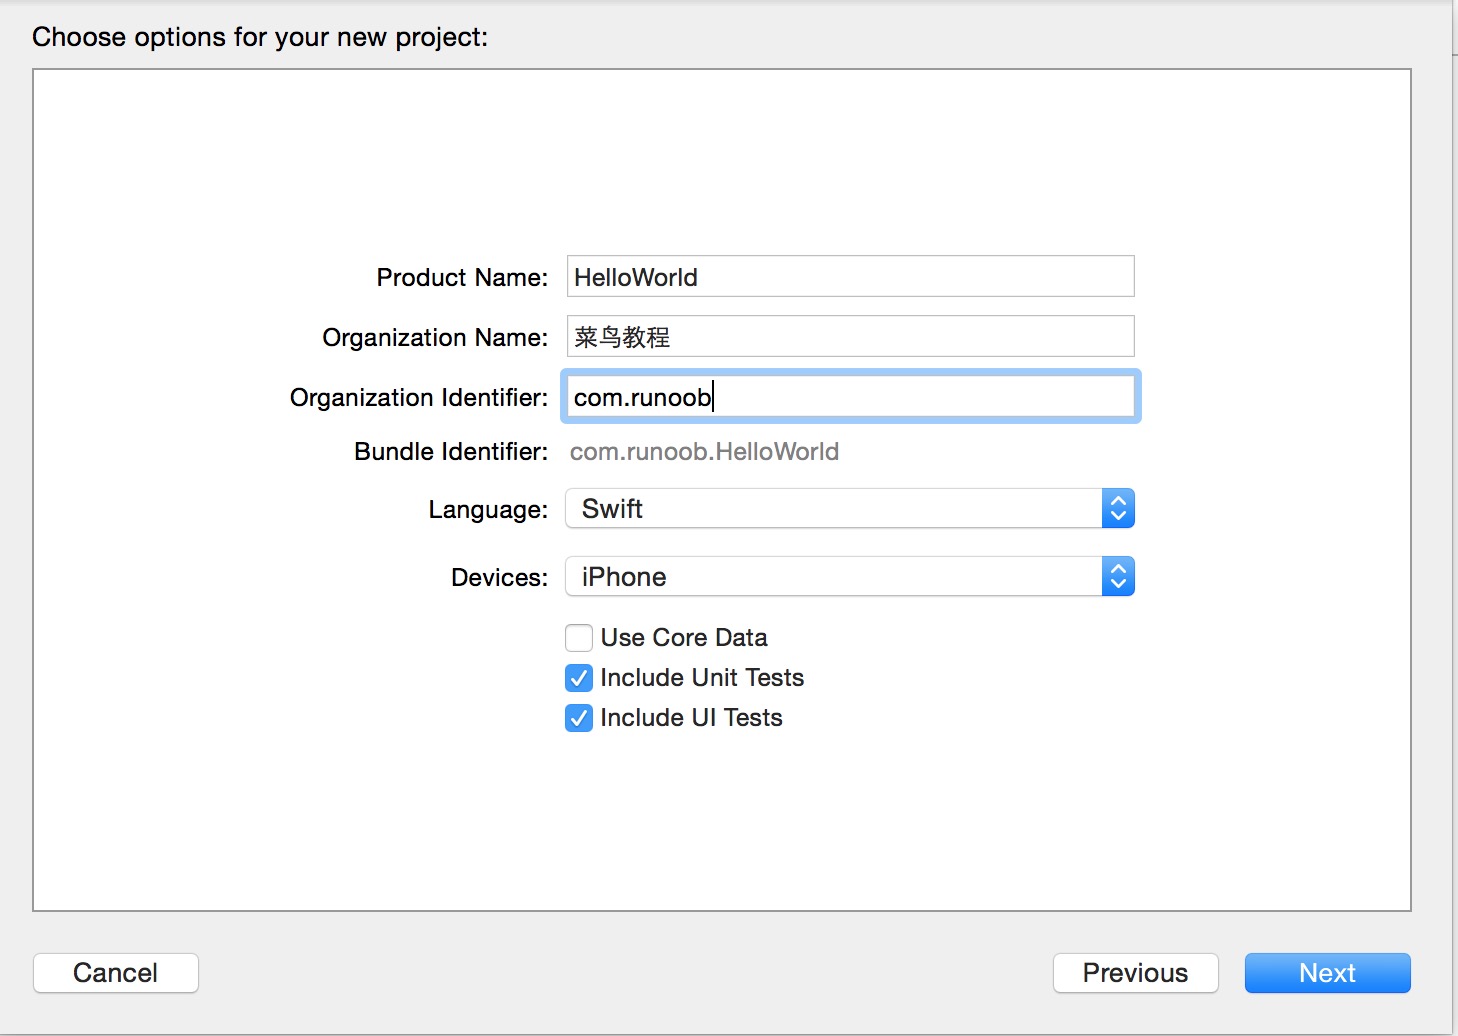 Choose options for your new project:
Product Name: HelloWorld
Organization Name: 菜鸟教程
Organization Identifier: com.runoob
Bundle Identifier: com.runoob.HelloWorld
Language: Swift
Devices: iPhone
Use Core Data
Include Unit Tests
Include UI Tests
Cancel Previous Next